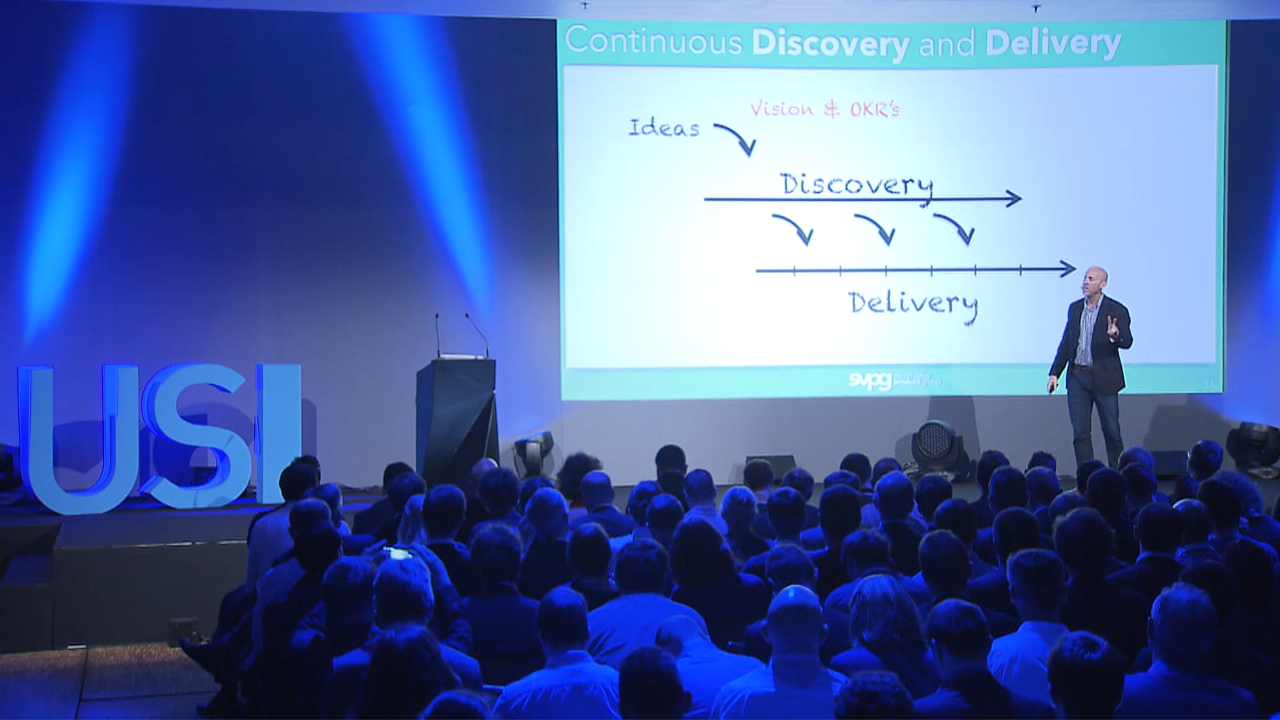 Continuous Discovery and Delivery
Vision & OKR's
Ideas
Discovery
Delivery
svpg
USI